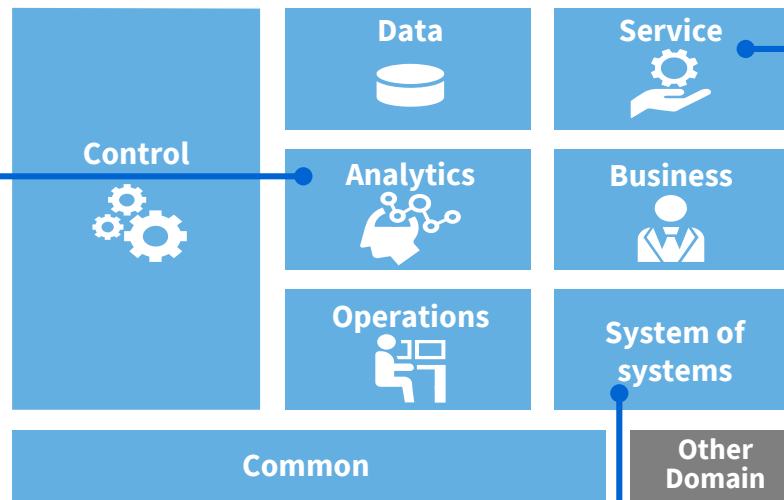 Control
Data
Service
Analytics
Business
Operations
System of
systems
Common
Other
Domain